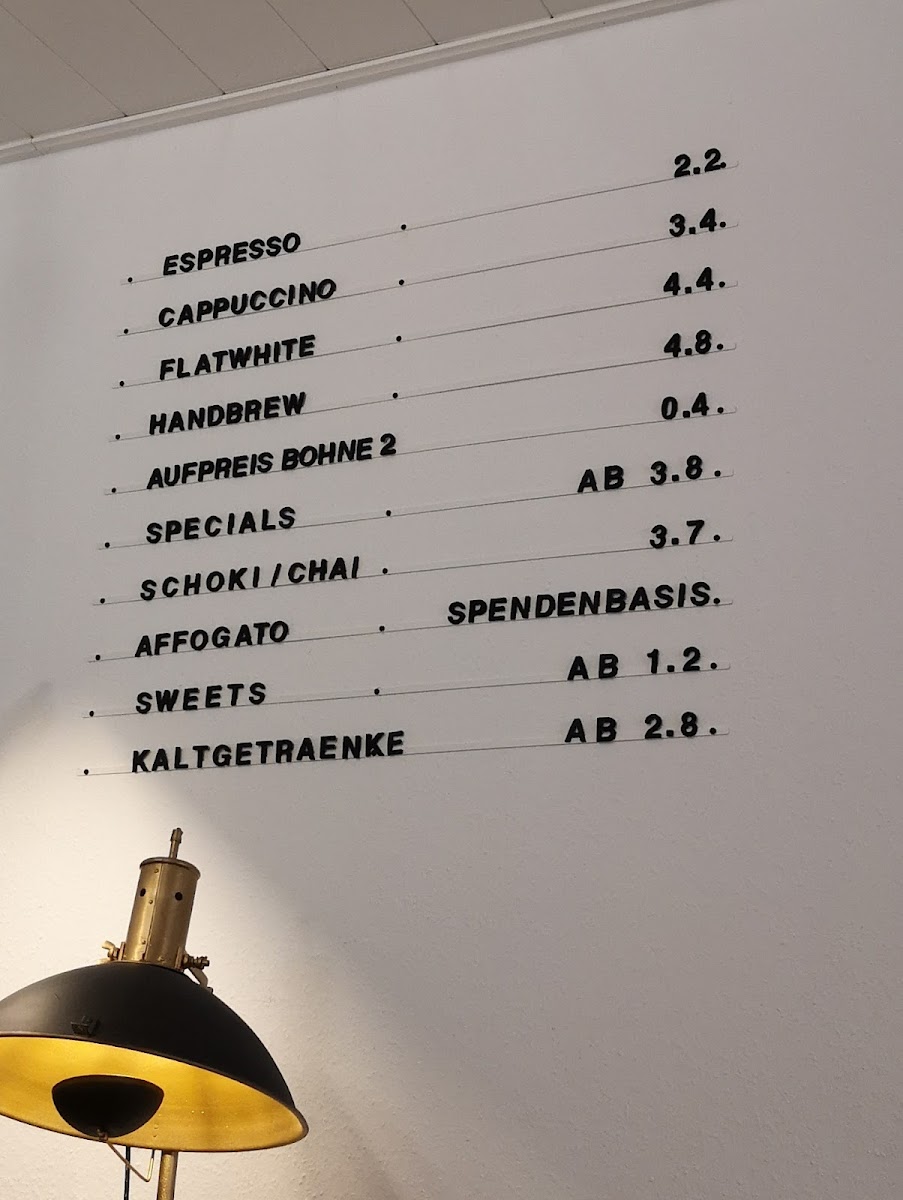 ESPRESSO 2.2.
CAPPUCCINO 3.4.
FLATWHITE 4.4.
HANDBREW 4.8.
AUFPREIS BOHNE 2 0.4.
SPECIALS AB 3.8.
SCHOKI / CHAI 3.7.
AFFOGATO SPENDENBASIS.
SWEETS AB 1.2.
KALTGETRAENKE AB 2.8.